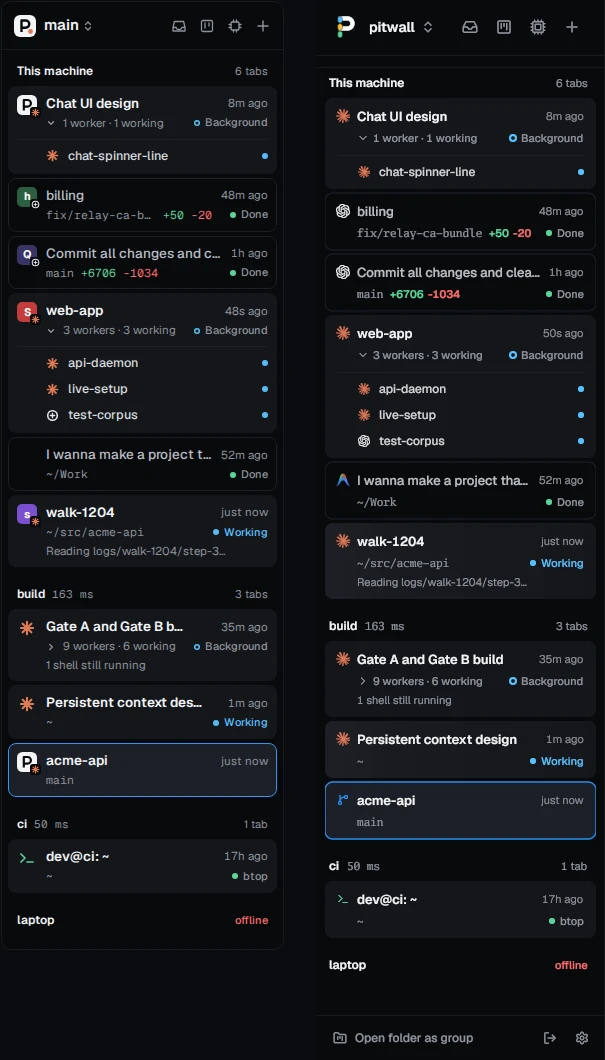 main
This machine 6 tabs
Chat UI design 8m ago
1 worker · 1 working Background
chat-spinner-line
h billing 48m ago
fix/relay-ca-b… +50 -20 Done
Q Commit all changes and c… 1h ago
main +6706 -1034 Done
S web-app 48s ago
3 workers · 3 working Background
api-daemon
live-setup
test-corpus
I wanna make a project t… 52m ago
~/Work Done
s walk-1204 just now
~/src/acme-api Working
Reading logs/walk-1204/step-3…
build 163 ms 3 tabs
Gate A and Gate B b… 35m ago
9 workers · 6 working Background
1 shell still running
Persistent context des… 1m ago
~ Working
acme-api just now
main
ci 50 ms 1 tab
dev@ci: ~ 17h ago
~ btop
laptop offline
pitwall
This machine 6 tabs
Chat UI design 8m ago
1 worker · 1 working Background
chat-spinner-line
billing 48m ago
fix/relay-ca-bundle +50 -20 Done
Commit all changes and clea… 1h ago
main +6706 -1034 Done
web-app 50s ago
3 workers · 3 working Background
api-daemon
live-setup
test-corpus
I wanna make a project tha… 52m ago
~/Work Done
walk-1204 just now
~/src/acme-api Working
Reading logs/walk-1204/step-3…
build 163 ms 3 tabs
Gate A and Gate B build 35m ago
9 workers · 6 working Background
1 shell still running
Persistent context design 1m ago
~ Working
acme-api just now
main
ci 50 ms 1 tab
dev@ci: ~ 17h ago
~ btop
laptop offline
Open folder as group